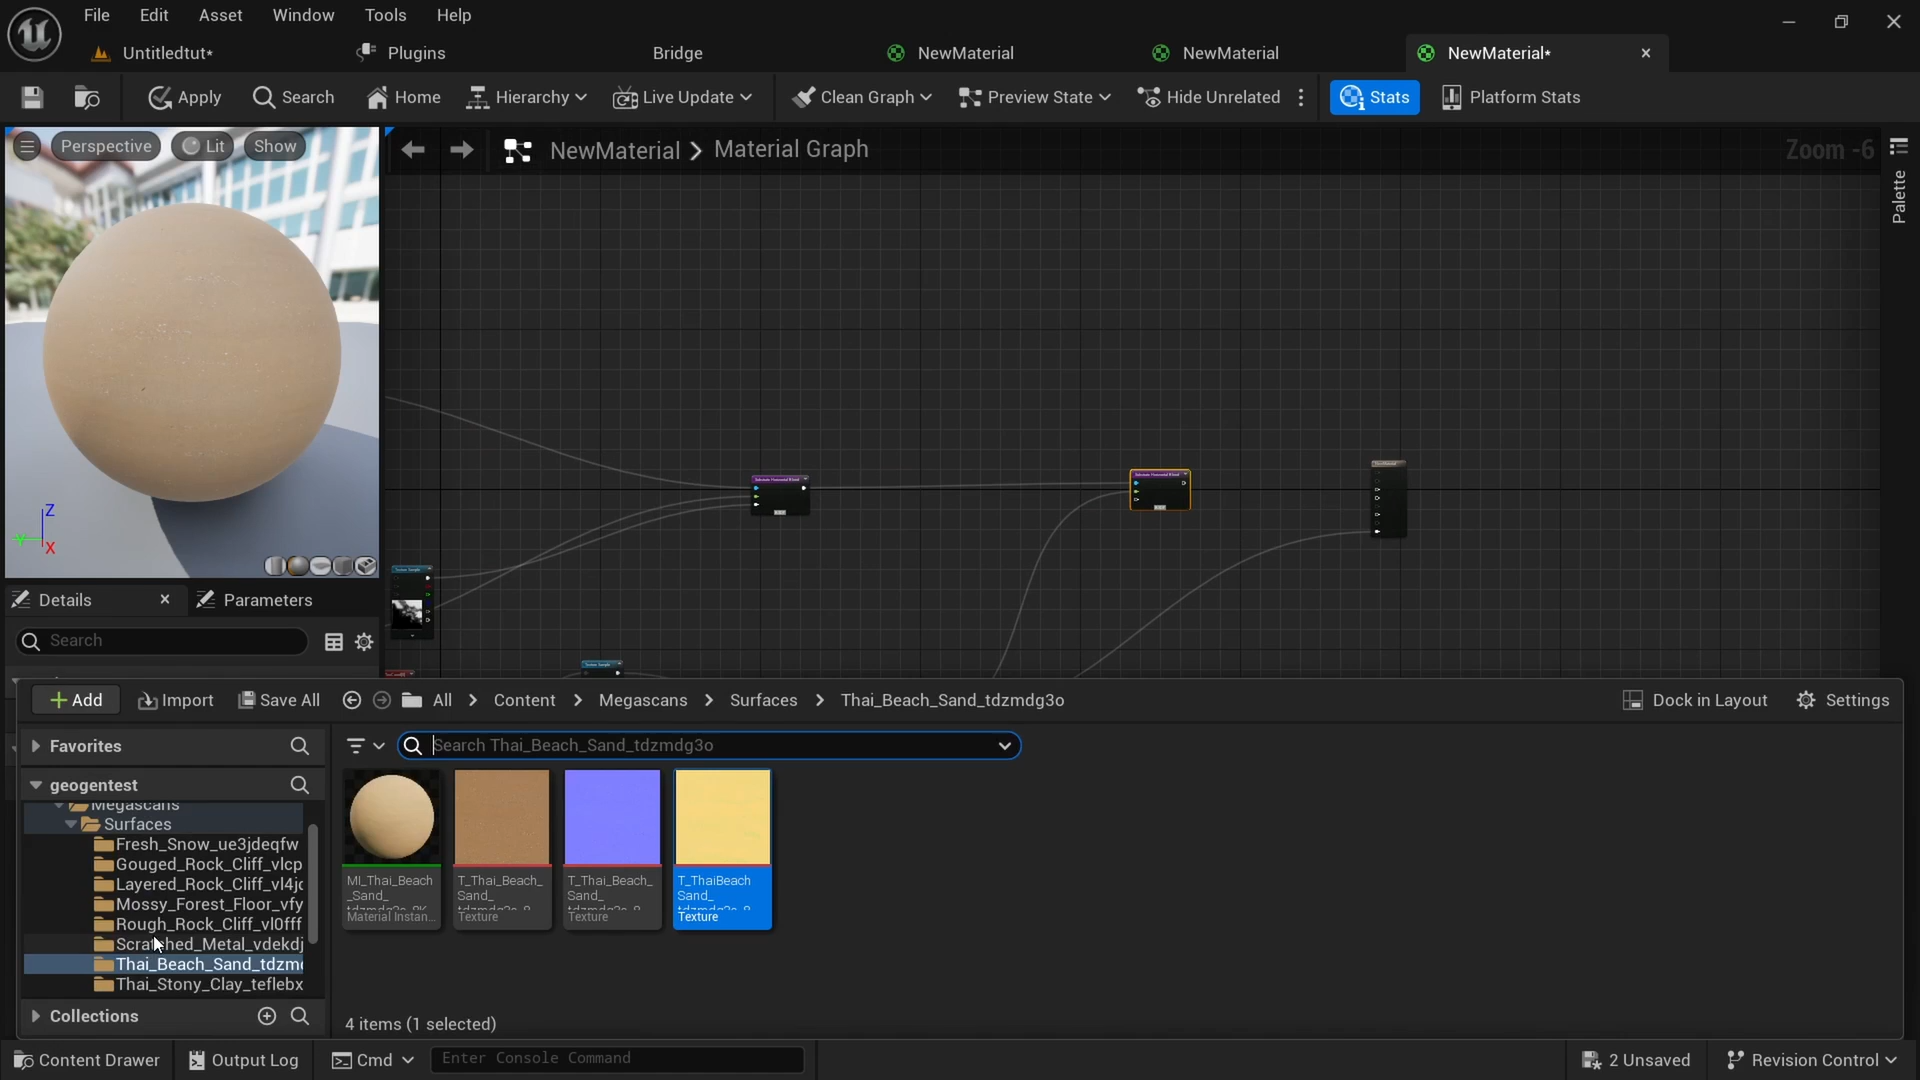 File Edit Asset Window Tools Help
Untitledtut* Plugins Bridge NewMaterial NewMaterial NewMaterial*
Apply Search Home Hierarchy Live Update Clean Graph Preview State Hide Unrelated Stats Platform Stats
Perspective Lit Show
NewMaterial Material Graph Zoom -6
Palette
Z
Y
X
Details Parameters
Search
Add Import Save All All Content Megascans Surfaces Thai_Beach_Sand_tdzmdg3o Dock in Layout Settings
Favorites
Search Thai_Beach_Sand_tdzmdg3o
geogentest
Megascans
Surfaces
Fresh_Snow_ue3jdeqfw
Gouged_Rock_Cliff_vlcp
Layered_Rock_Cliff_vl4jc
Mossy_Forest_Floor_vfy
Rough_Rock_Cliff_vl0fff
Scratched_Metal_vdekdj
Thai_Beach_Sand_tdzm
Thai_Stony_Clay_teflebx
MI_Thai_Beach
_Sand_
Material Instan...
T_Thai_Beach_
Sand_
Texture
T_Thai_Beach_
Sand_
Texture
T_ThaiBeach
Sand_
Texture
Collections
4 items (1 selected)
Content Drawer Output Log Cmd Enter Console Command 2 Unsaved Revision Control